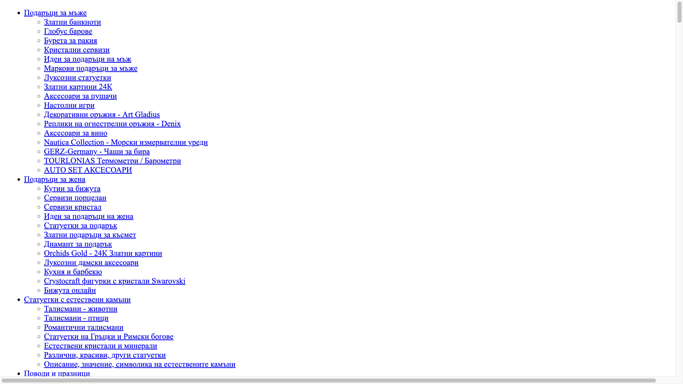 Подаръци за мъже
Златни банкноти
Глобус барове
Бурета за ракия
Кристални сервизи
Идеи за подаръци на мъж
Маркови подаръци за мъже
Луксозни статуетки
Златни картини 24K
Аксесоари за пушачи
Настолни игри
Декоративни оръжия - Art Gladius
Реплики на огнестрелни оръжия - Denix
Аксесоари за вино
Nautica Collection - Морски измервателни уреди
GERZ-Germany - Чаши за бира
TOURLONIAS Термометри / Барометри
AUTO SET АКСЕСОАРИ
Подаръци за жена
Кутии за бижута
Сервизи порцелан
Сервизи кристал
Идеи за подаръци на жена
Статуетки за подарък
Златни подаръци за късмет
Диамант за подарък
Orchids Gold - 24K Златни картини
Луксозни дамски аксесоари
Кухня и барбекю
Crystocraft фигурки с кристали Swarovski
Бижута онлайн
Статуетки с естествени камъни
Талисмани - животни
Талисмани - птици
Романтични талисмани
Статуетки на Гръцки и Римски богове
Естествени кристали и минерали
Различни, красиви, други статуетки
Описание, значение, символика на естествените камъни
Поводи и празници